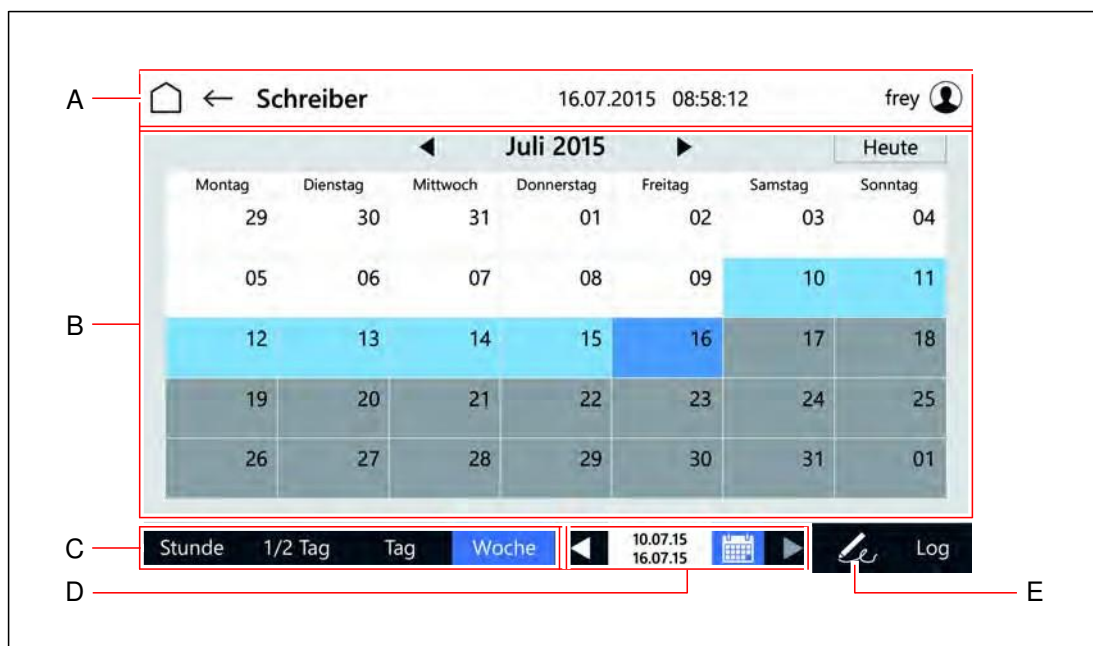 A
Schreiber 16.07.2015 08:58:12 frey
Juli 2015 Heute
Montag Dienstag Mittwoch Donnerstag Freitag Samstag Sonntag
29 30 31 01 02 03 04
05 06 07 08 09 10 11
B
12 13 14 15 16 17 18
19 20 21 22 23 24 25
26 27 28 29 30 31 01
C
Stunde 1/2 Tag Tag Woche 10.07.15 Log
16.07.15
D
E